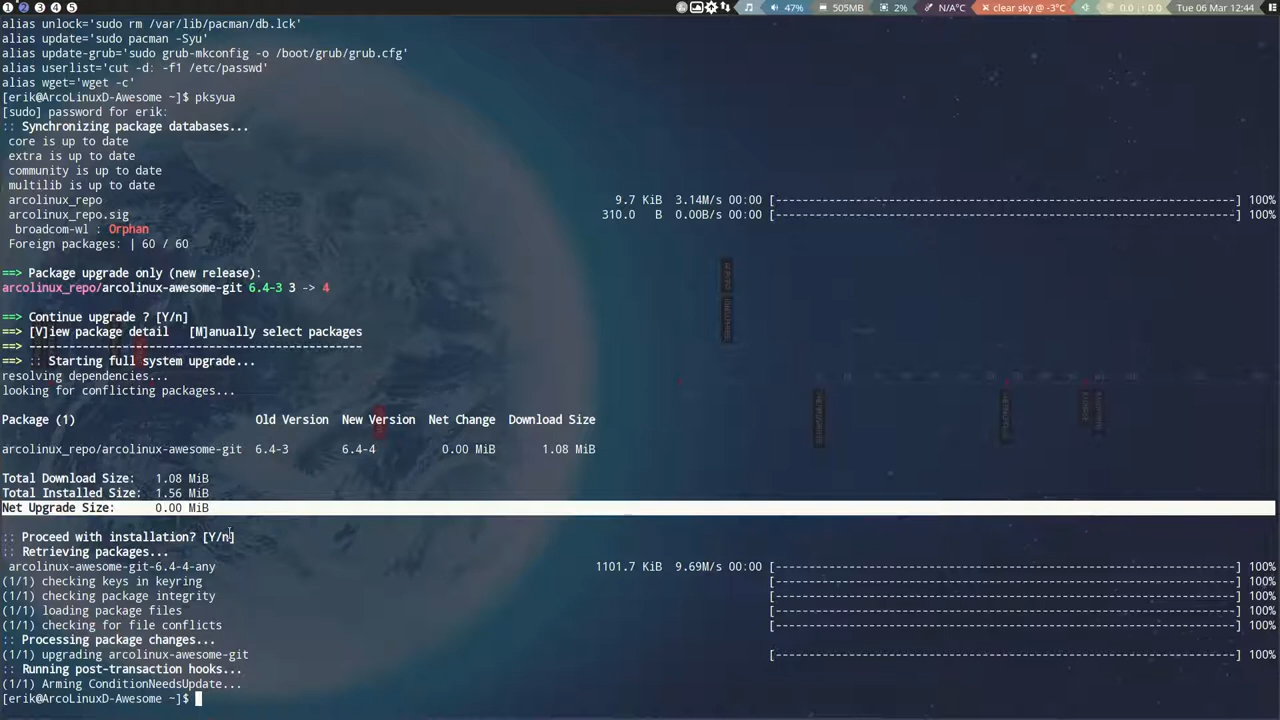 1 2 3 4 5
47% 505MB 2% N/A°C clear sky @ -3°C 0.0 0.0 Tue 06 Mar 12:44
alias unlock='sudo rm /var/lib/pacman/db.lck'
alias update='sudo pacman -Syu'
alias update-grub='sudo grub-mkconfig -o /boot/grub/grub.cfg'
alias userlist='cut -d: -f1 /etc/passwd'
alias wget='wget -c'
[erik@ArcoLinuxD-Awesome ~]$ pksyua
[sudo] password for erik:
:: Synchronizing package databases...
core is up to date
extra is up to date
community is up to date
multilib is up to date
arcolinux_repo 9.7 KiB 3.14M/s 00:00 [----------------------------------------------------------------------] 100%
arcolinux_repo.sig 310.0 B 0.00B/s 00:00 [----------------------------------------------------------------------] 100%
broadcom-wl : Orphan
Foreign packages: | 60 / 60
==> Package upgrade only (new release):
arcolinux_repo/arcolinux-awesome-git 6.4-3 3 -> 4
==> Continue upgrade ? [Y/n]
==> [V]iew package detail [M]anually select packages
==> --------------------------------------------------
==> :: Starting full system upgrade...
resolving dependencies...
looking for conflicting packages...
Package (1) Old Version New Version Net Change Download Size
arcolinux_repo/arcolinux-awesome-git 6.4-3 6.4-4 0.00 MiB 1.08 MiB
Total Download Size: 1.08 MiB
Total Installed Size: 1.56 MiB
Net Upgrade Size: 0.00 MiB
:: Proceed with installation? [Y/n]
:: Retrieving packages...
arcolinux-awesome-git-6.4-4-any 1101.7 KiB 9.69M/s 00:00 [----------------------------------------------------------------------] 100%
(1/1) checking keys in keyring [----------------------------------------------------------------------] 100%
(1/1) checking package integrity [----------------------------------------------------------------------] 100%
(1/1) loading package files [----------------------------------------------------------------------] 100%
(1/1) checking for file conflicts [----------------------------------------------------------------------] 100%
:: Processing package changes...
(1/1) upgrading arcolinux-awesome-git [----------------------------------------------------------------------] 100%
:: Running post-transaction hooks...
(1/1) Arming ConditionNeedsUpdate...
[erik@ArcoLinuxD-Awesome ~]$